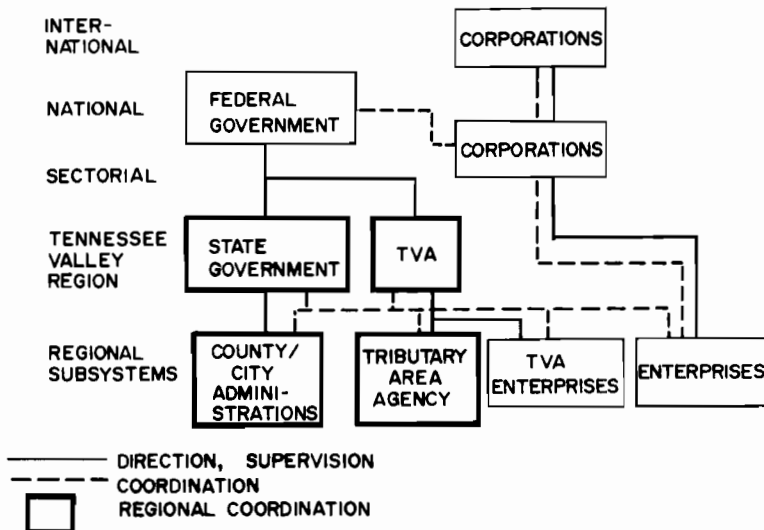 INTER-
NATIONAL
CORPORATIONS
NATIONAL
FEDERAL
GOVERNMENT
CORPORATIONS
SECTORIAL
TENNESSEE
VALLEY
REGION
STATE
GOVERNMENT
TVA
REGIONAL
SUBSYSTEMS
COUNTY/
CITY
ADMINI-
STRATIONS
TRIBUTARY
AREA
AGENCY
TVA
ENTERPRISES
ENTERPRISES
DIRECTION, SUPERVISION
COORDINATION
REGIONAL COORDINATION